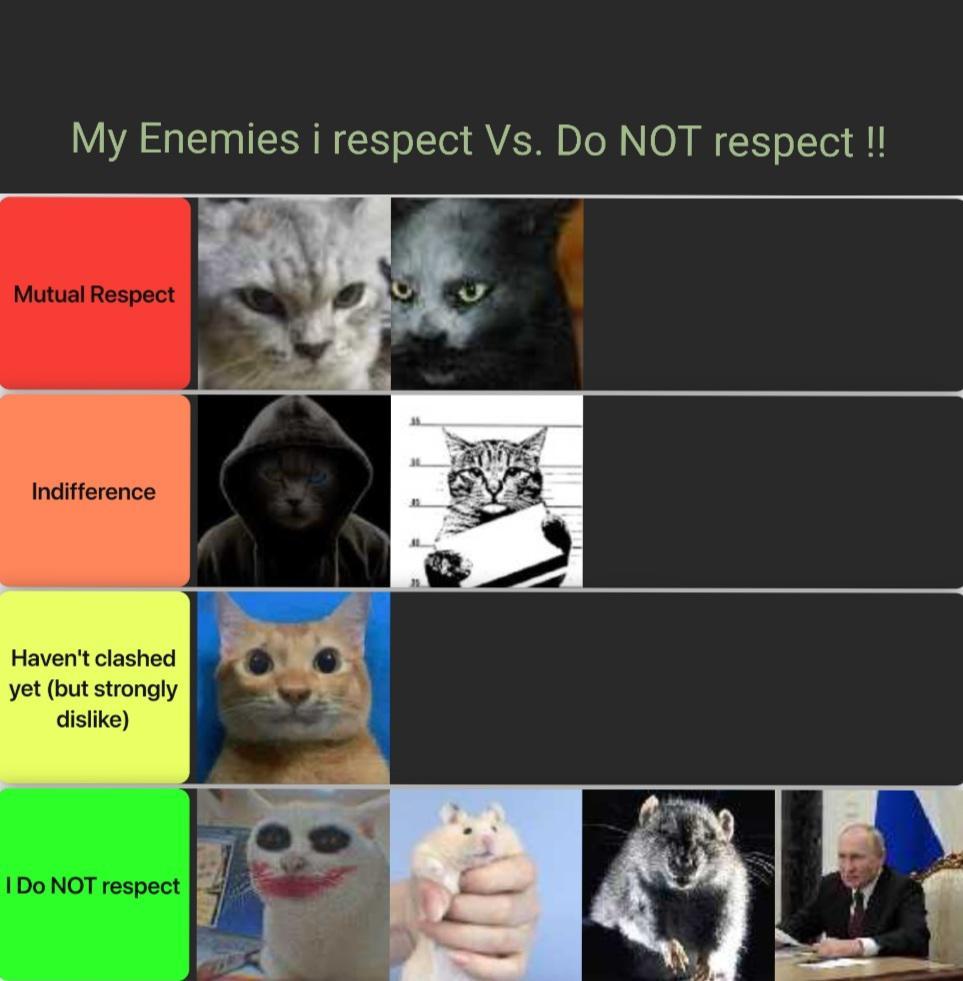 My Enemies i respect Vs. Do NOT respect !!
Mutual Respect
Indifference
Haven't clashed
yet (but strongly
dislike)
I Do NOT respect